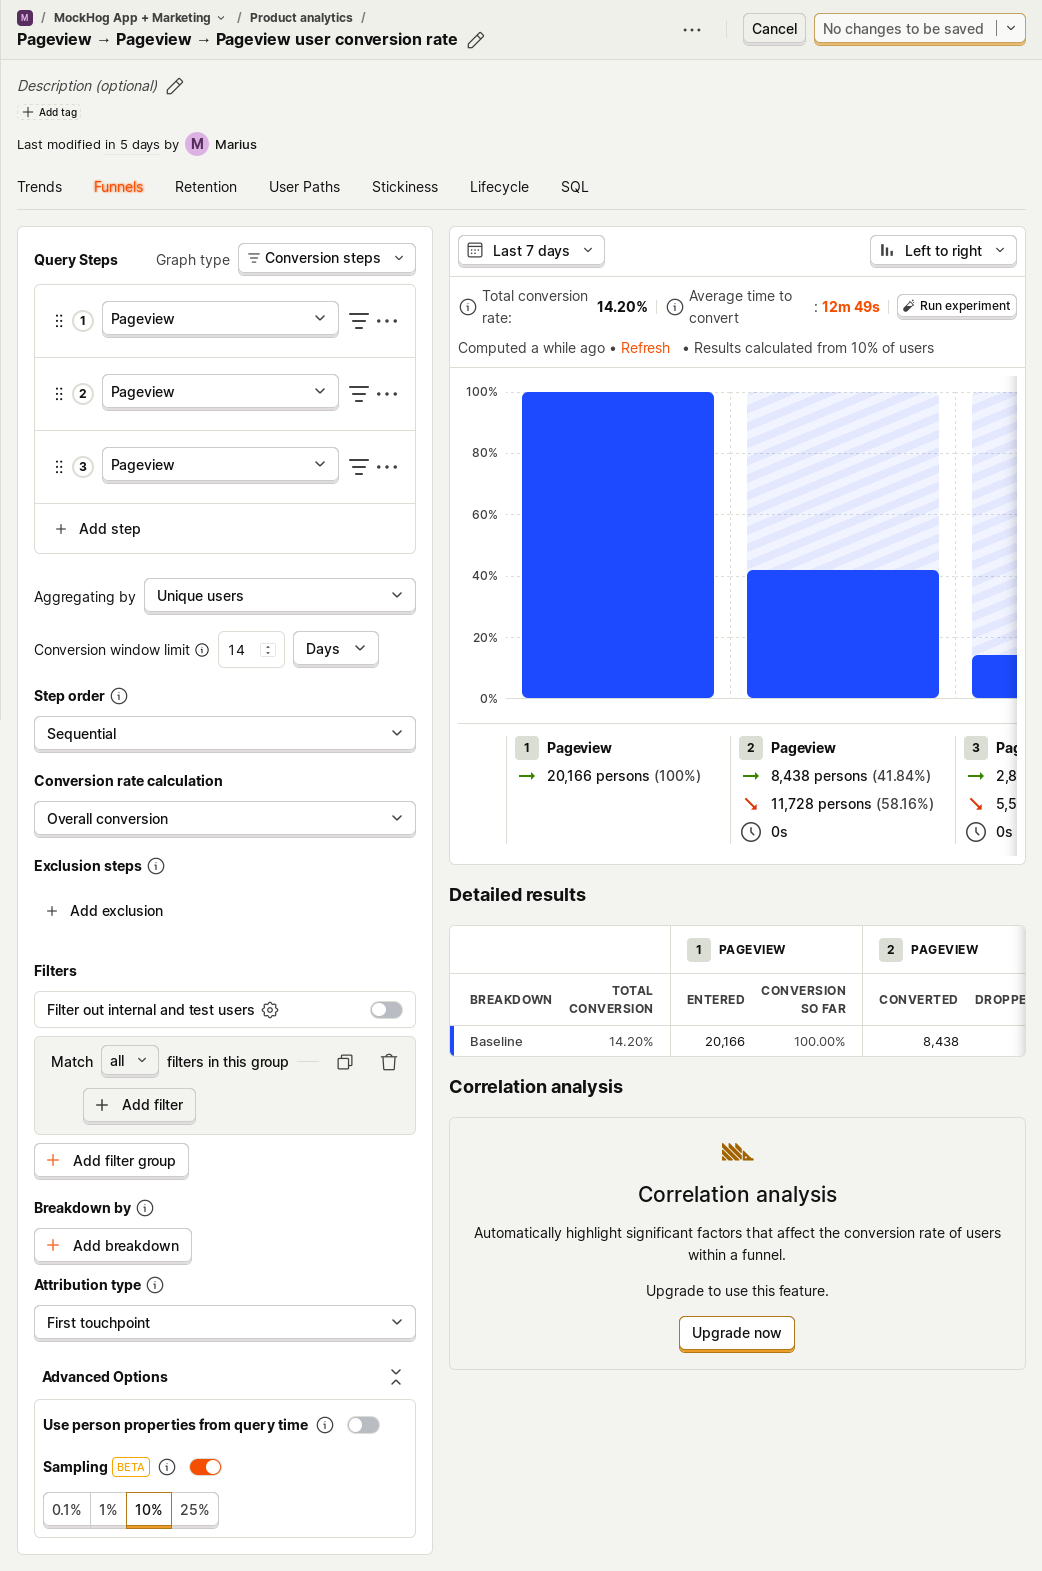 M / MockHog App + Marketing / Product analytics /
Pageview → Pageview → Pageview user conversion rate
Cancel
No changes to be saved
Description (optional)
Add tag
Last modified in 5 days by M Marius
Trends Funnels Retention User Paths Stickiness Lifecycle SQL
Query Steps
Graph type Conversion steps
1 Pageview
2 Pageview
3 Pageview
Add step
Aggregating by Unique users
Conversion window limit 14 Days
Step order
Sequential
Conversion rate calculation
Overall conversion
Exclusion steps
Add exclusion
Filters
Filter out internal and test users
Match all filters in this group
Add filter
Add filter group
Breakdown by
Add breakdown
Attribution type
First touchpoint
Advanced Options
Use person properties from query time
Sampling BETA
0.1% 1% 10% 25%
Last 7 days
Left to right
Total conversion rate: 14.20%
Average time to convert : 12m 49s
Run experiment
Computed a while ago • Refresh • Results calculated from 10% of users
100%
80%
60%
40%
20%
0%
1 Pageview
20,166 persons (100%)
2 Pageview
8,438 persons (41.84%)
11,728 persons (58.16%)
0s
3 Pag
2,8
5,5
0s
Detailed results
1 PAGEVIEW 2 PAGEVIEW
BREAKDOWN TOTAL CONVERSION ENTERED CONVERSION SO FAR CONVERTED DROPPE
Baseline 14.20% 20,166 100.00% 8,438
Correlation analysis
Correlation analysis
Automatically highlight significant factors that affect the conversion rate of users
within a funnel.
Upgrade to use this feature.
Upgrade now